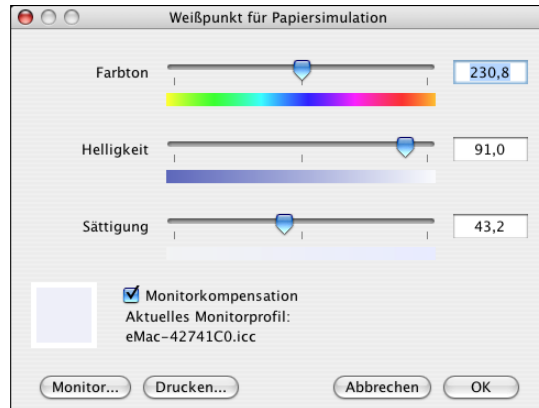 Weißpunkt für Papiersimulation
Farbton 230,8
Helligkeit 91,0
Sättigung 43,2
Monitorkompensation
Aktuelles Monitorprofil:
eMac-42741C0.icc
Monitor... Drucken... Abbrechen OK